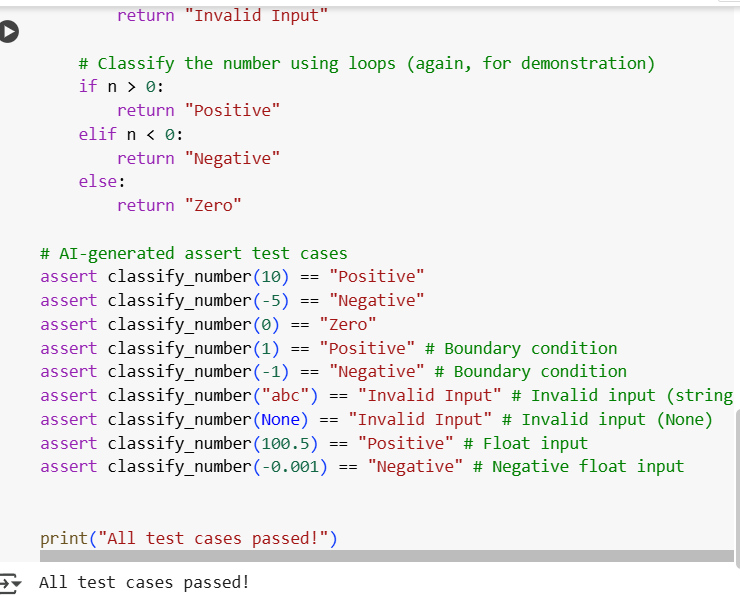 return "Invalid Input"

    # Classify the number using loops (again, for demonstration)
    if n > 0:
        return "Positive"
    elif n < 0:
        return "Negative"
    else:
        return "Zero"

# AI-generated assert test cases
assert classify_number(10) == "Positive"
assert classify_number(-5) == "Negative"
assert classify_number(0) == "Zero"
assert classify_number(1) == "Positive" # Boundary condition
assert classify_number(-1) == "Negative" # Boundary condition
assert classify_number("abc") == "Invalid Input" # Invalid input (string
assert classify_number(None) == "Invalid Input" # Invalid input (None)
assert classify_number(100.5) == "Positive" # Float input
assert classify_number(-0.001) == "Negative" # Negative float input


print("All test cases passed!")
All test cases passed!